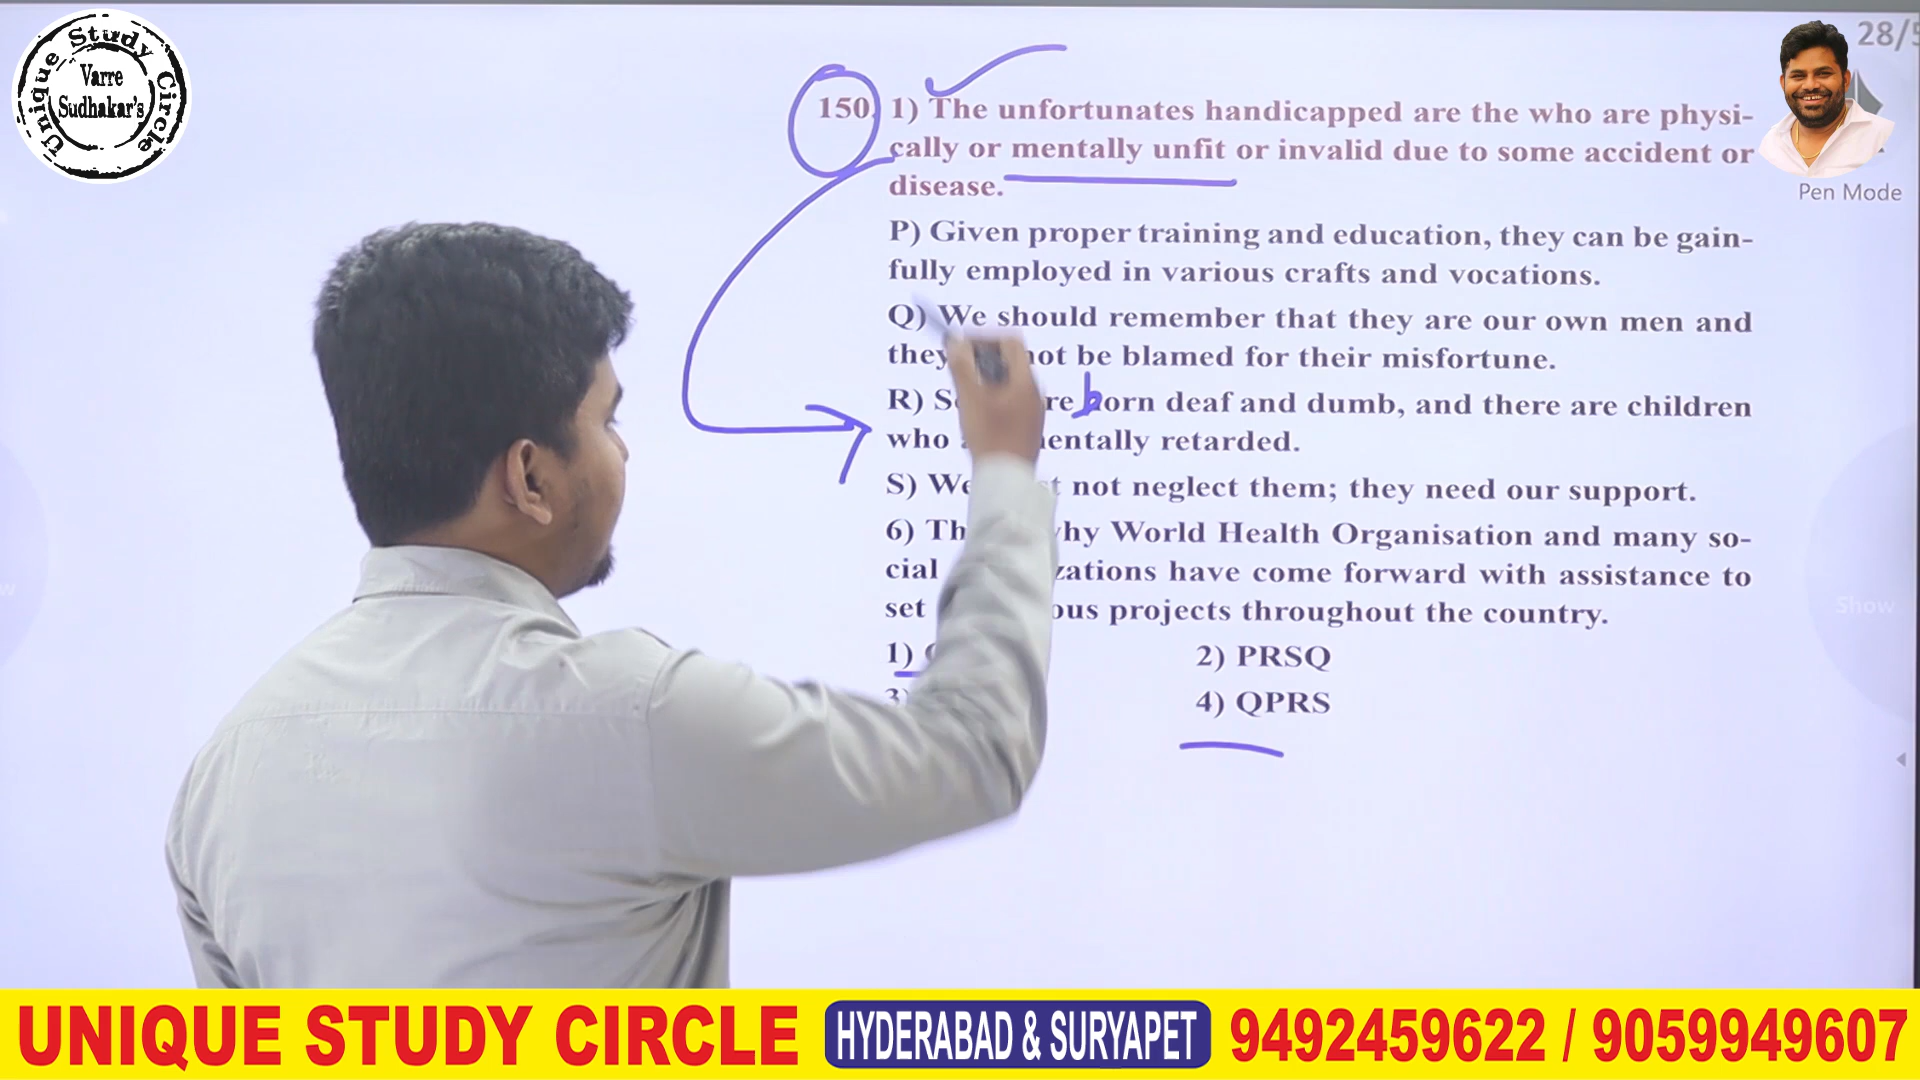 Unique Study Circle
Varre
Sudhakar's
28/5
Pen Mode
150. 1) The unfortunates handicapped are the who are physi-
cally or mentally unfit or invalid due to some accident or
disease.
P) Given proper training and education, they can be gain-
fully employed in various crafts and vocations.
Q) We should remember that they are our own men and
they not be blamed for their misfortune.
R) born deaf and dumb, and there are children
who mentally retarded.
S) We not neglect them; they need our support.
6) World Health Organisation and many so-
cial have come forward with assistance to
set projects throughout the country.
Show
1) 2) PRSQ
3) 4) QPRS
UNIQUE STUDY CIRCLE HYDERABAD & SURYAPET 9492459622 / 9059949607